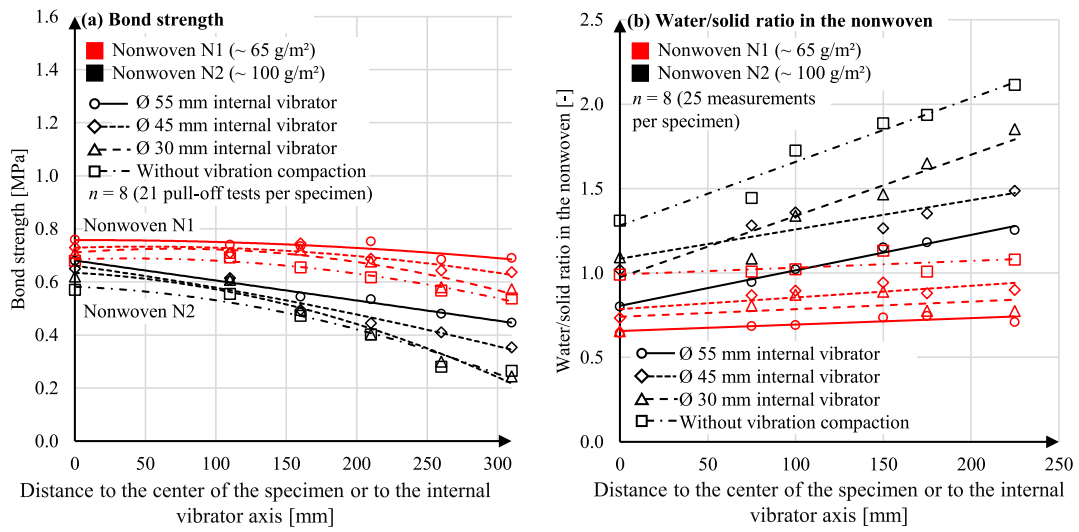 (a) Bond strength
Nonwoven N1 (~ 65 g/m²)
Nonwoven N2 (~ 100 g/m²)
Ø 55 mm internal vibrator
Ø 45 mm internal vibrator
Ø 30 mm internal vibrator
Without vibration compaction
n = 8 (21 pull-off tests per specimen)
Nonwoven N1
Nonwoven N2
Bond strength [MPa]
1.6
1.4
1.2
1.0
0.8
0.6
0.4
0.2
0.0
0 50 100 150 200 250 300
Distance to the center of the specimen or to the internal
vibrator axis [mm]
(b) Water/solid ratio in the nonwoven
Nonwoven N1 (~ 65 g/m²)
Nonwoven N2 (~ 100 g/m²)
n = 8 (25 measurements
per specimen)
Ø 55 mm internal vibrator
Ø 45 mm internal vibrator
Ø 30 mm internal vibrator
Without vibration compaction
Water/solid ratio in the nonwoven [-]
2.5
2.0
1.5
1.0
0.5
0.0
0 50 100 150 200 250
Distance to the center of the specimen or to the internal
vibrator axis [mm]